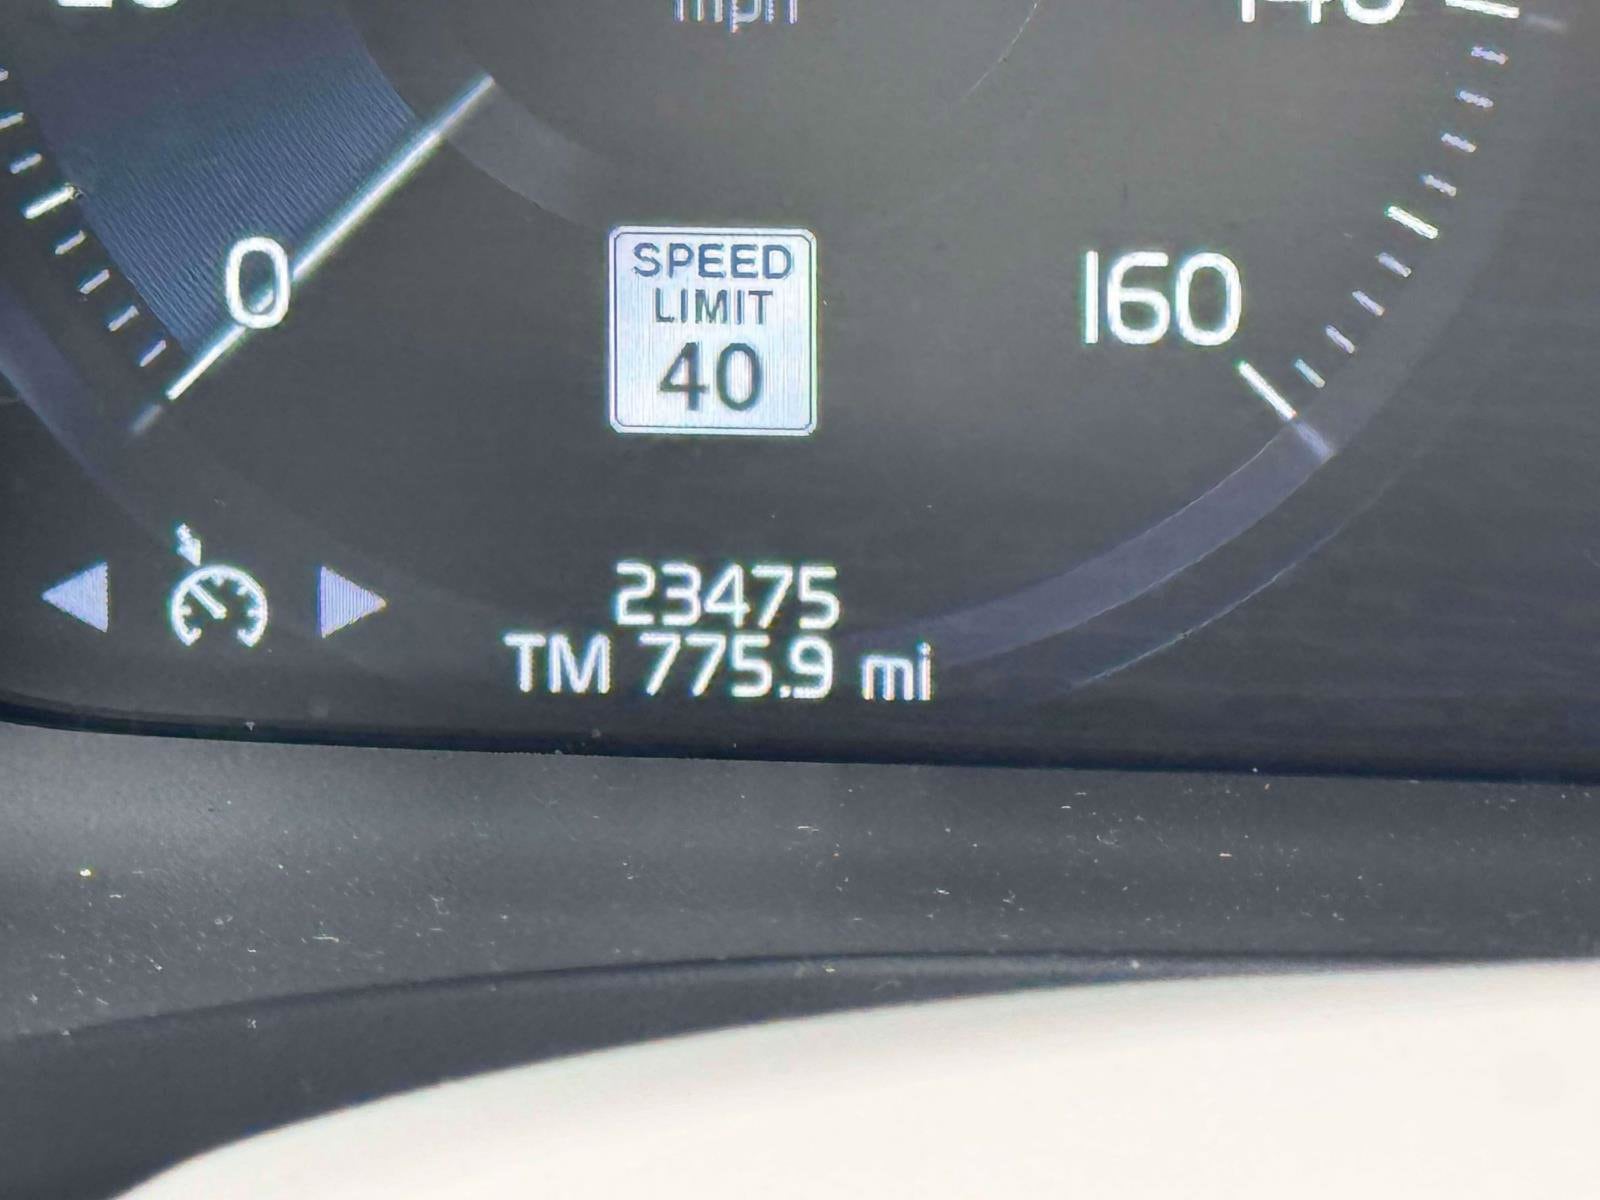 mph
0
SPEED
LIMIT
40
160
23475
TM 775.9 mi